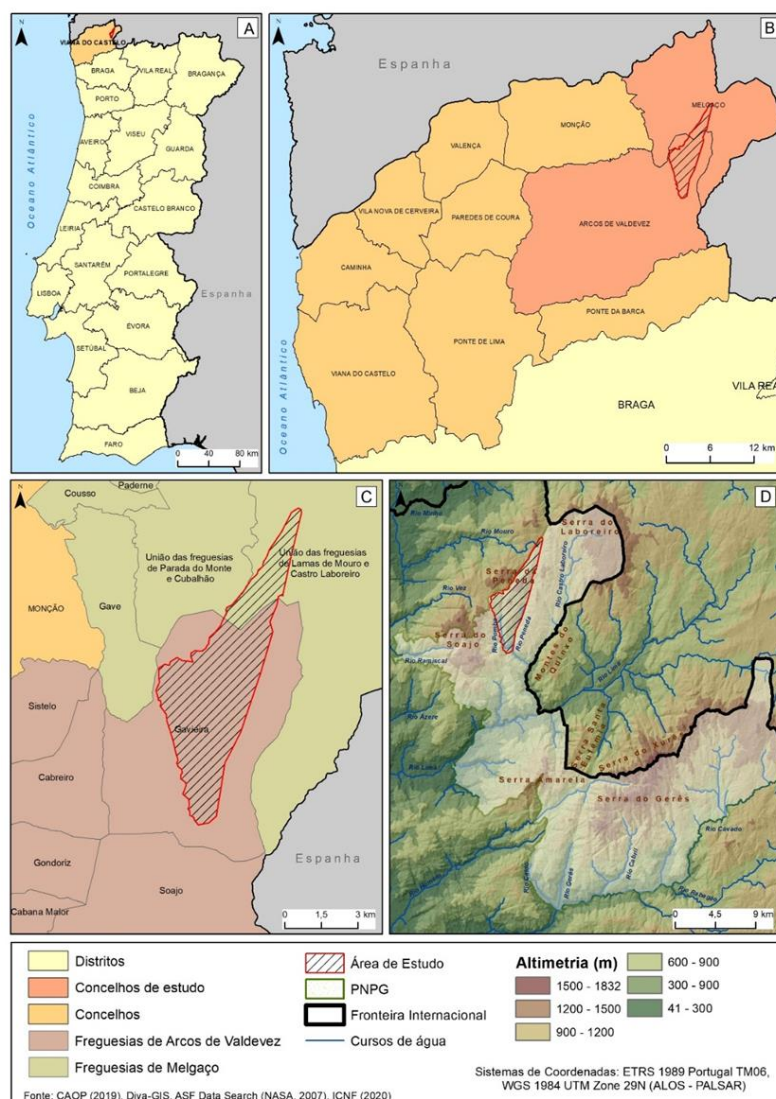 N
A
VIANA DO CASTELO
BRAGA
VILA REAL
BRAGANÇA
PORTO
AVEIRO
VISEU
GUARDA
COIMBRA
CASTELO BRANCO
LEIRIA
SANTARÉM
PORTALEGRE
LISBOA
Espanha
ÉVORA
SETÚBAL
BEJA
FARO
Oceano Atlântico
0 40 80 km
N
B
Espanha
MELGAÇO
MONÇÃO
VALENÇA
VILA NOVA DE CERVEIRA
PAREDES DE COURA
ARCOS DE VALDEVEZ
CAMINHA
PONTE DA BARCA
PONTE DE LIMA
VIANA DO CASTELO
BRAGA
VILA REA
Oceano Atlântico
0 6 12 km
N
C
Paderne
Cousso
União das freguesias
de Parada do Monte
e Cubalhão
União das freguesias
de Lamas de Mouro e
Castro Laboreiro
MONÇÃO
Gave
Sistelo
Gavieira
Cabreiro
Gondoriz
Soajo
Cabana Maior
Espanha
0 1,5 3 km
N
D
Rio Mouro
Serra do
Laboreiro
Rio Castro Laboreiro
Serra da
Peneda
Rio Vez
Rio Peneda
Serra do
Soajo
Montes do
Quinxo
Rio Lima
Serra do Xurés
Serra Amarela
Serra do Gerês
Rio Cávado
Rio Cabril
Rio Gerês
0 4,5 9 km
Distritos
Concelhos de estudo
Concelhos
Freguesias de Arcos de Valdevez
Freguesias de Melgaço
Área de Estudo
PNPG
Fronteira Internacional
Cursos de água
Altimetria (m)
1500 - 1832
1200 - 1500
900 - 1200
600 - 900
300 - 900
41 - 300
Sistemas de Coordenadas: ETRS 1989 Portugal TM06,
WGS 1984 UTM Zone 29N (ALOS - PALSAR)
Fonte: CAOP (2019), Diva-GIS, ASF Data Search (NASA, 2007), ICNF (2020)